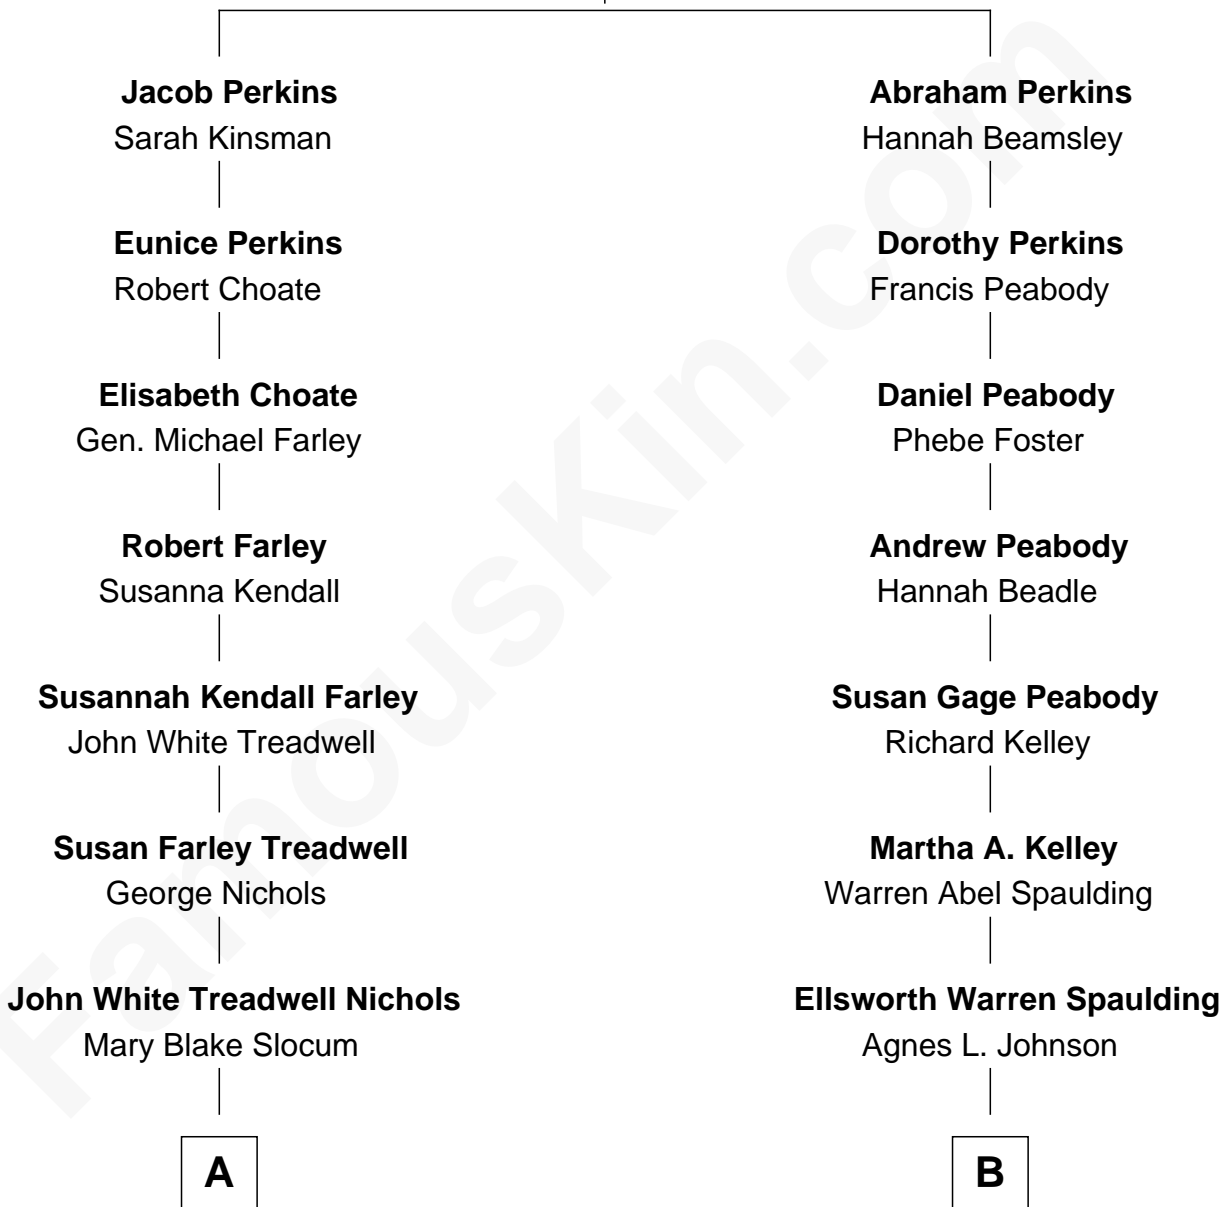 Jacob Perkins
Sarah Kinsman
Eunice Perkins
Robert Choate
Elisabeth Choate
Gen. Michael Farley
Robert Farley
Susanna Kendall
Susannah Kendall Farley
John White Treadwell
Susan Farley Treadwell
George Nichols
John White Treadwell Nichols
Mary Blake Slocum
A
Abraham Perkins
Hannah Beamsley
Dorothy Perkins
Francis Peabody
Daniel Peabody
Phebe Foster
Andrew Peabody
Hannah Beadle
Susan Gage Peabody
Richard Kelley
Martha A. Kelley
Warren Abel Spaulding
Ellsworth Warren Spaulding
Agnes L. Johnson
B
FamousKin.com